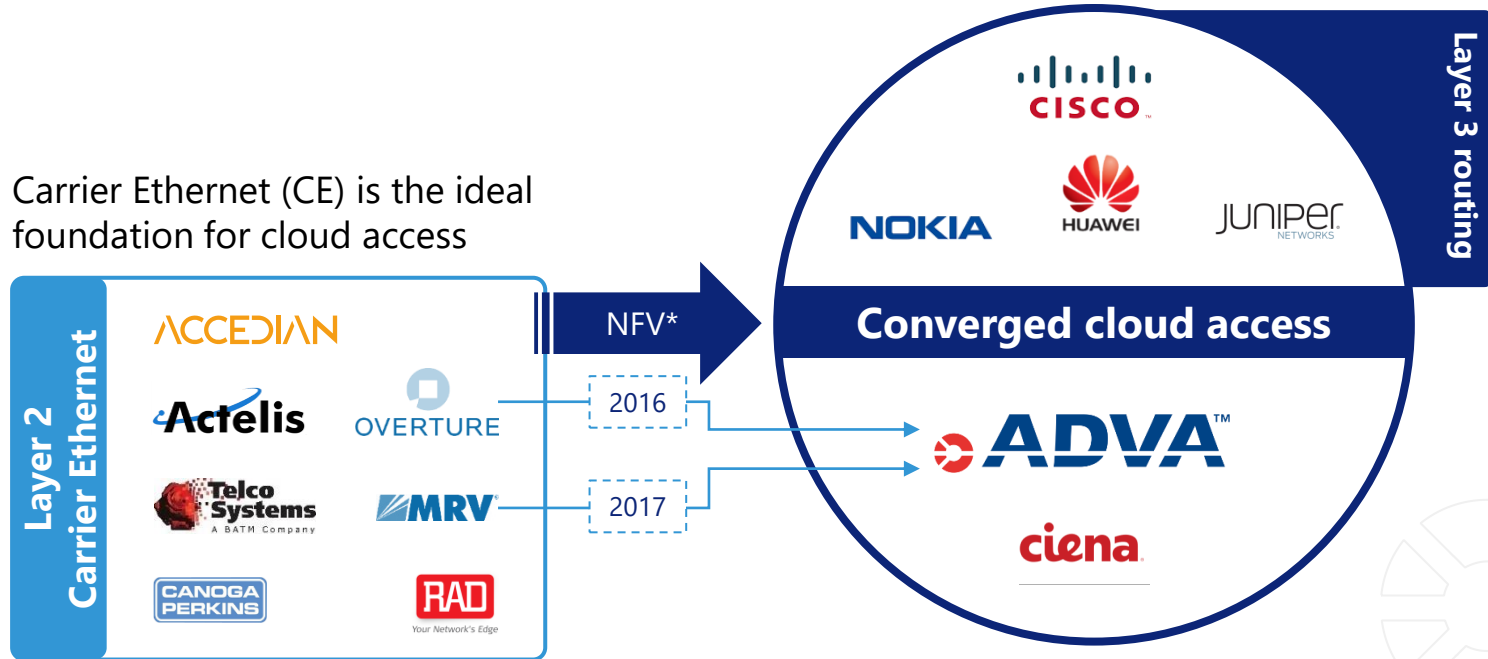 Carrier Ethernet (CE) is the ideal
foundation for cloud access
Layer 2
Carrier Ethernet
ACCEDIAN
Actelis
OVERTURE
Telco
Systems
A BATM Company
MRV®
CANOGA
PERKINS
RAD
Your Network's Edge
NFV*
2016
2017
CISCO™
NOKIA
HUAWEI
JUNIPER
NETWORKS
Layer 3 routing
Converged cloud access
ADVA™
ciena